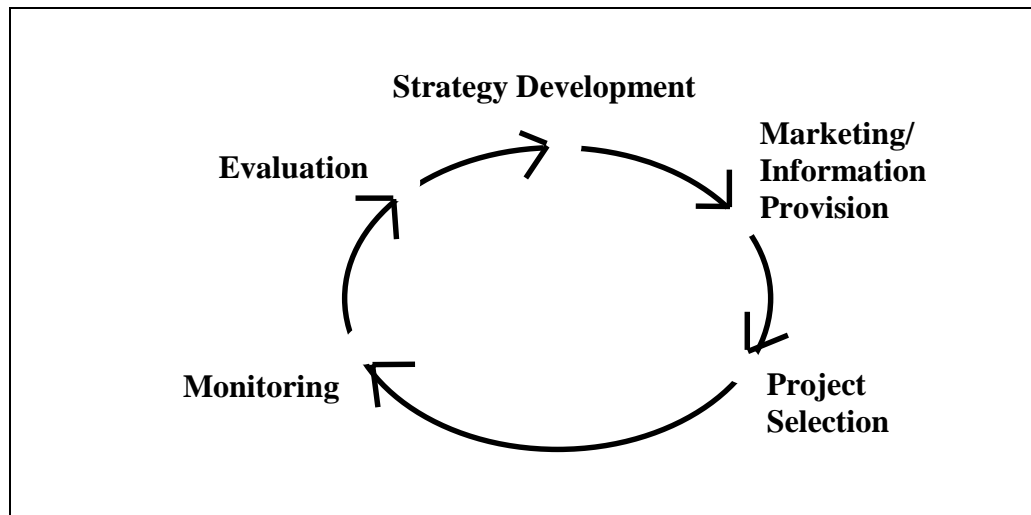 Strategy Development
Marketing/
Information
Provision
Evaluation
Monitoring
Project
Selection